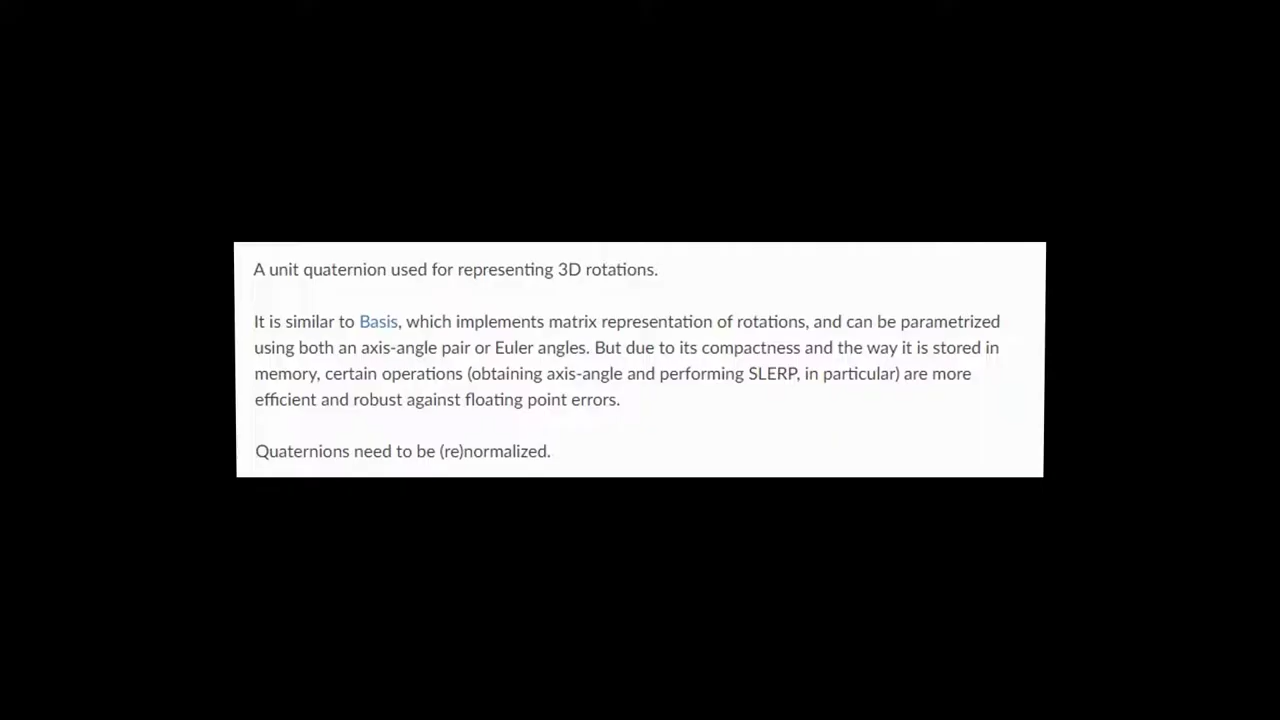 A unit quaternion used for representing 3D rotations.
It is similar to Basis, which implements matrix representation of rotations, and can be parametrized
using both an axis-angle pair or Euler angles. But due to its compactness and the way it is stored in
memory, certain operations (obtaining axis-angle and performing SLERP, in particular) are more
efficient and robust against floating point errors.
Quaternions need to be (re)normalized.